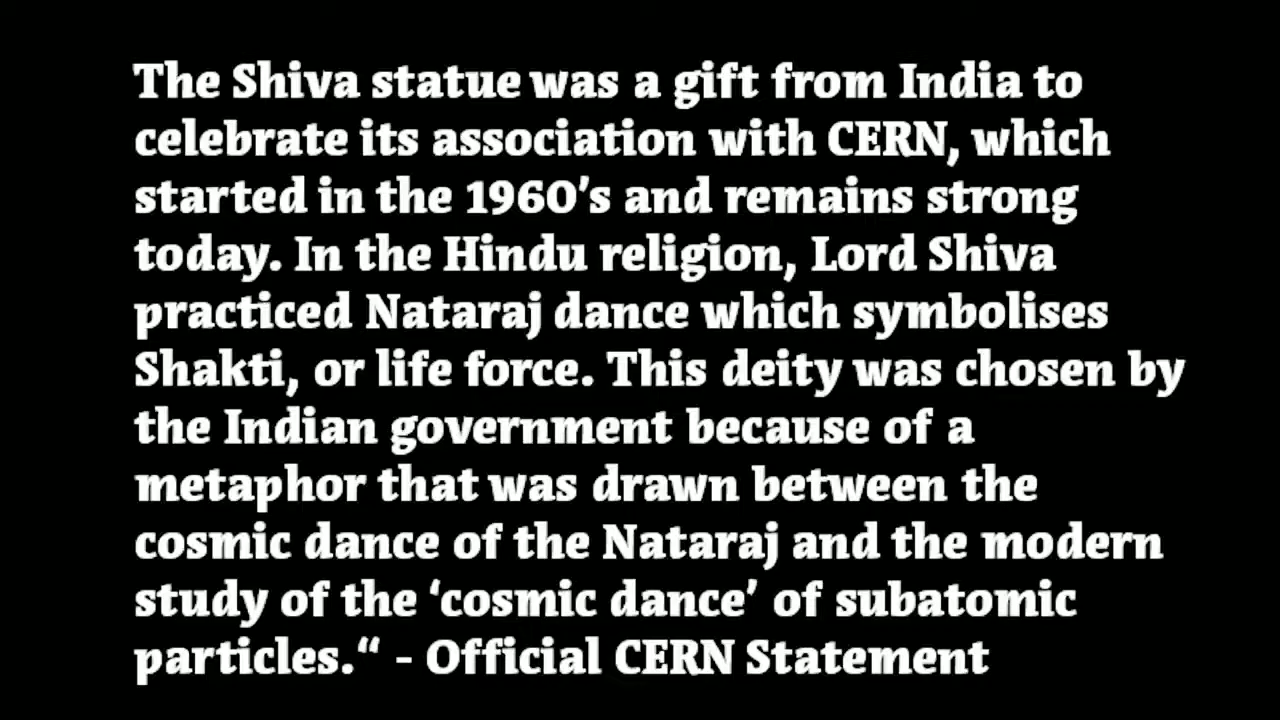 The Shiva statue was a gift from India to
celebrate its association with CERN, which
started in the 1960’s and remains strong
today. In the Hindu religion, Lord Shiva
practiced Nataraj dance which symbolises
Shakti, or life force. This deity was chosen by
the Indian government because of a
metaphor that was drawn between the
cosmic dance of the Nataraj and the modern
study of the ‘cosmic dance’ of subatomic
particles.“ - Official CERN Statement